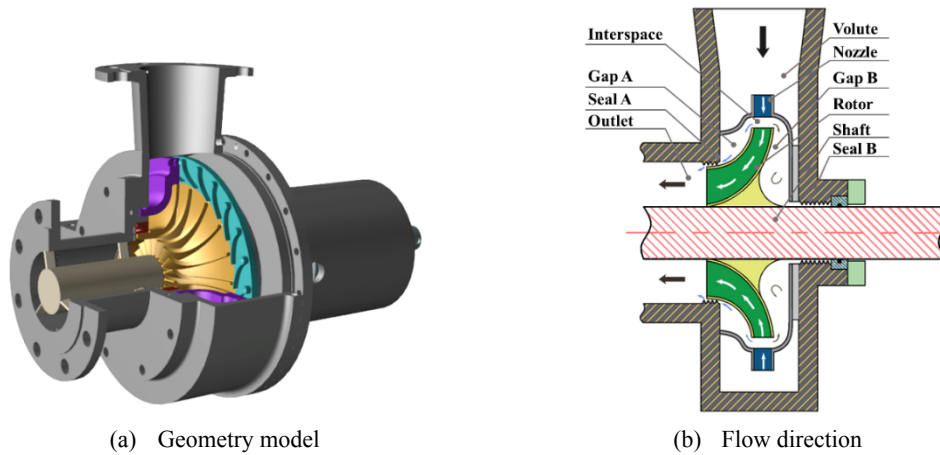 Interspace
Gap A
Seal A
Outlet
Volute
Nozzle
Gap B
Rotor
Shaft
Seal B
(a) Geometry model
(b) Flow direction